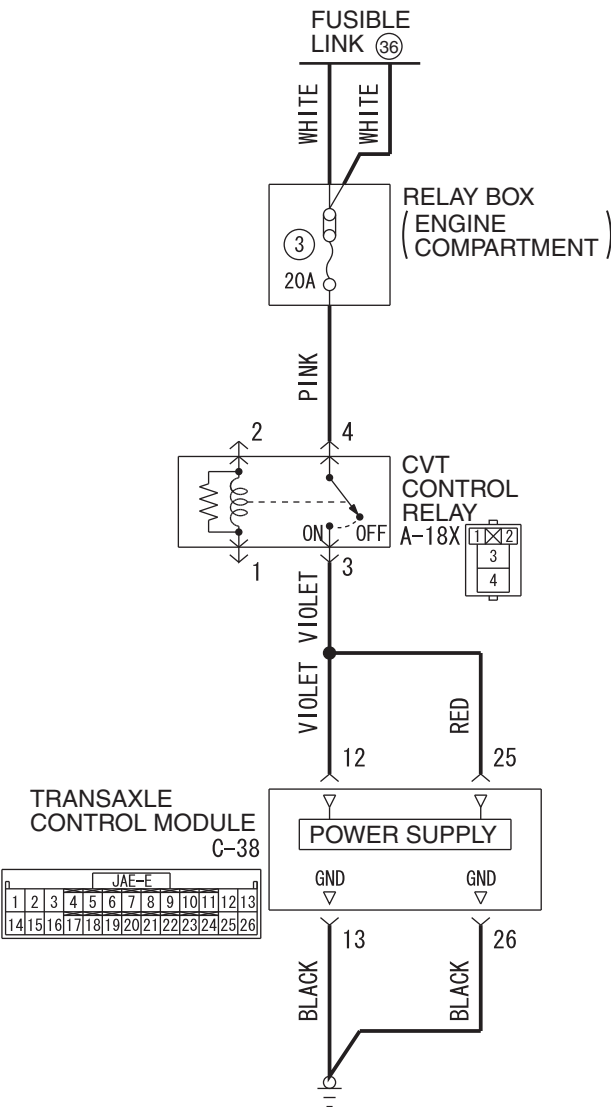 FUSIBLE
LINK 36
WHITE
WHITE
RELAY BOX
(ENGINE
COMPARTMENT)
3
20A
PINK
2
4
CVT
CONTROL
RELAY
A-18X
ON
OFF
1 2
3
4
1
3
VIOLET
VIOLET
RED
12
25
TRANSAXLE
CONTROL MODULE
C-38
POWER SUPPLY
JAE-E
1 2 3 4 5 6 7 8 9 10 11 12 13
14 15 16 17 18 19 20 21 22 23 24 25 26
GND
GND
13
26
BLACK
BLACK